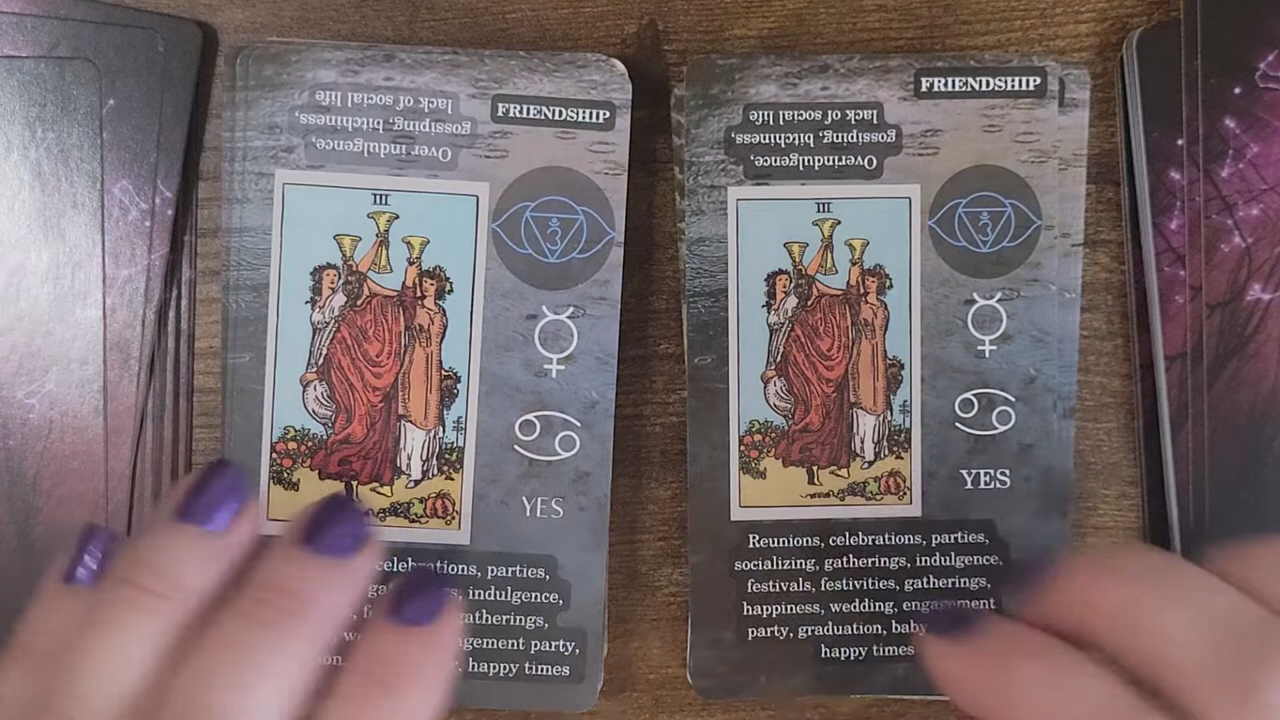 FRIENDSHIP
Over indulgence,
gossiping, bitchiness,
lack of social life
III
YES
celebrations, parties,
indulgence,
gatherings,
party,
happy times
FRIENDSHIP
Overindulgence,
gossiping, bitchiness,
lack of social life
III
YES
Reunions, celebrations, parties,
socializing, gatherings, indulgence,
festivals, festivities, gatherings,
happiness, wedding, engagement
party, graduation, baby
happy times